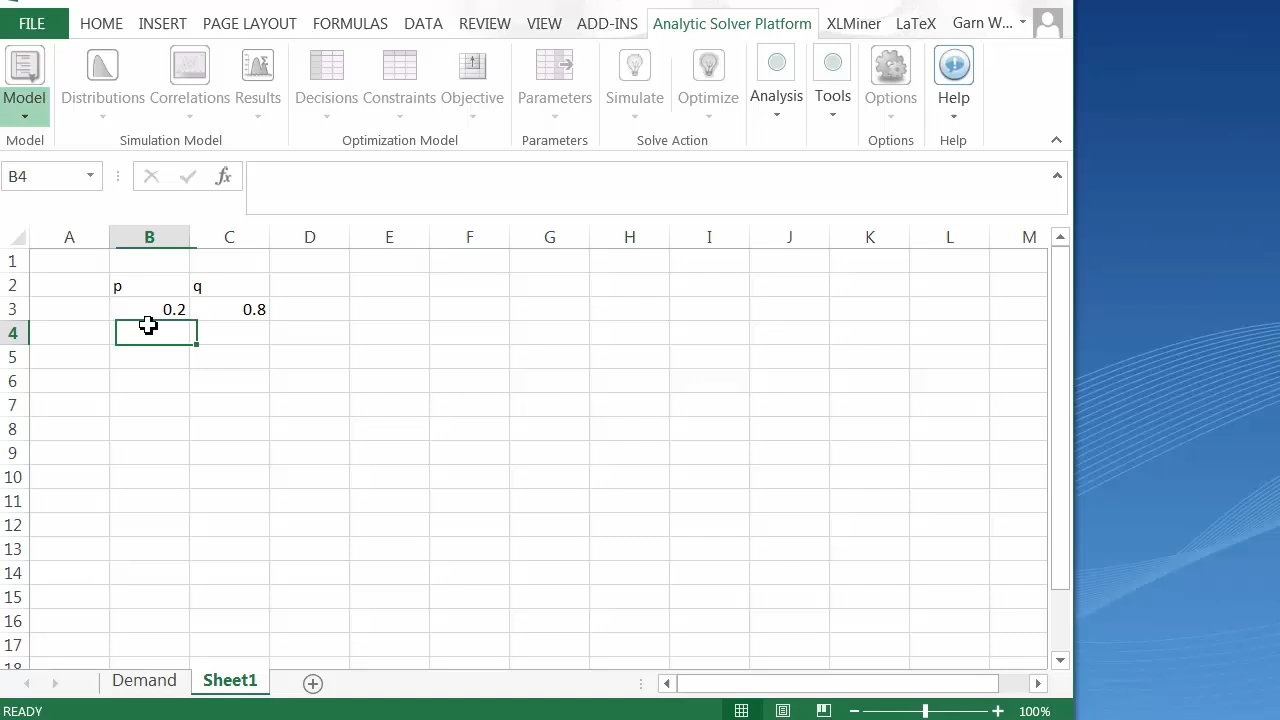 FILE HOME INSERT PAGE LAYOUT FORMULAS DATA REVIEW VIEW ADD-INS Analytic Solver Platform XLMiner LaTeX Garn W...
Model Distributions Correlations Results Decisions Constraints Objective Parameters Simulate Optimize Analysis Tools Options Help
Model Simulation Model Optimization Model Parameters Solve Action Options Help
B4 fx
A B C D E F G H I J K L M
1
2 p q
3 0.2 0.8
4
5
6
7
8
9
10
11
12
13
14
15
16
17
18
Demand Sheet1
READY 100%